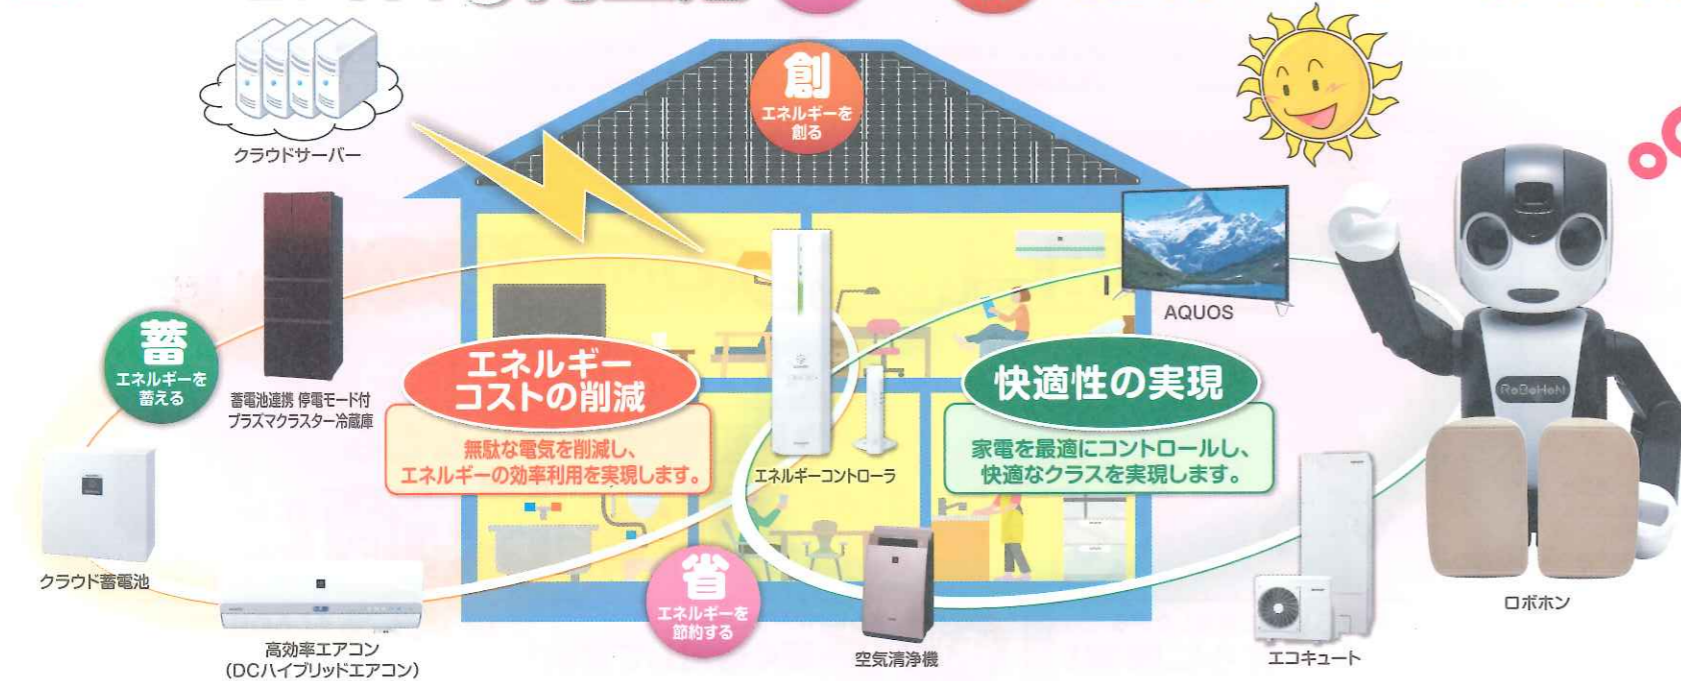 クラウドサーバー
創
エネルギーを
創る
AQUOS
蓄
エネルギーを
蓄える
蓄電池連携 停電モード付
プラズマクラスター冷蔵庫
エネルギー
コストの削減
無駄な電気を削減し、
エネルギーの効率利用を実現します。
エネルギーコントローラ
快適性の実現
家電を最適にコントロールし、
快適なクラスを実現します。
RoBoHoN
クラウド蓄電池
高効率エアコン
(DCハイブリッドエアコン)
省
エネルギーを
節約する
空気清浄機
エコキュート
ロボホン